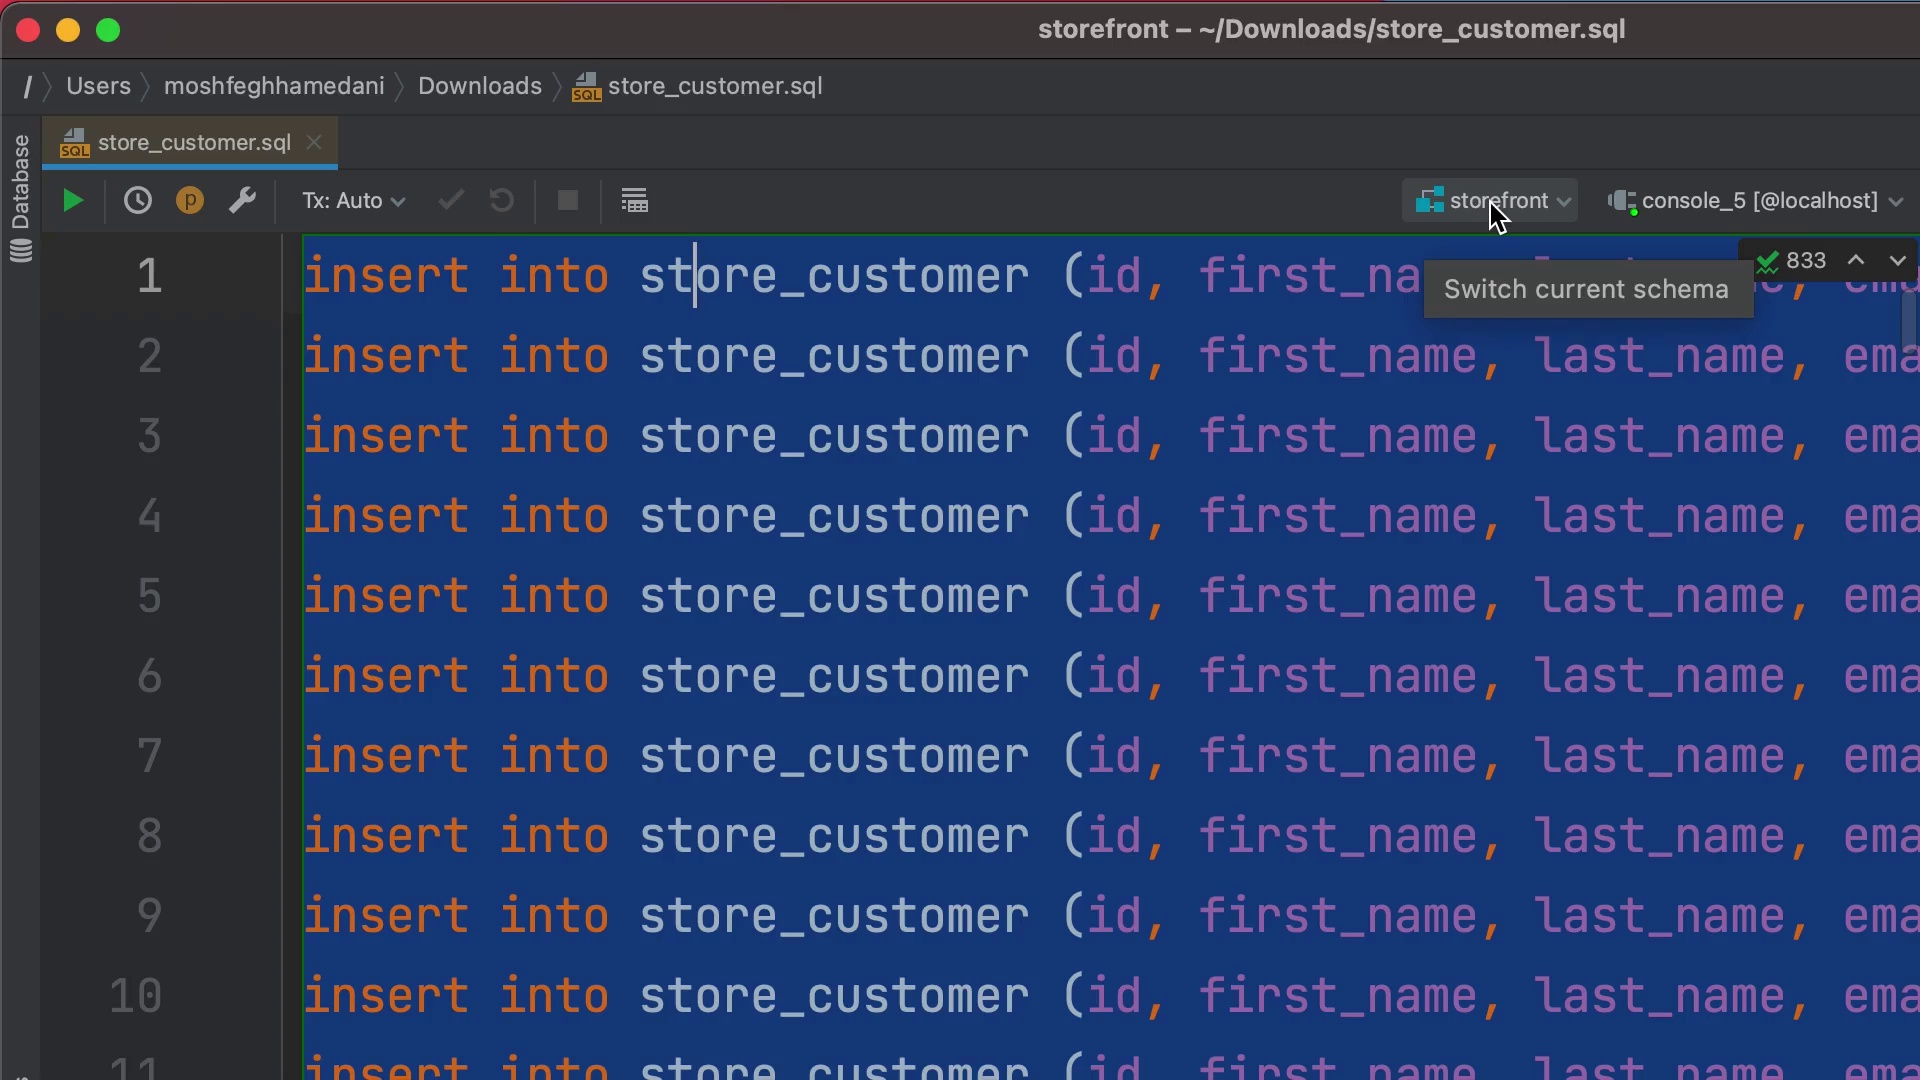 storefront – ~/Downloads/store_customer.sql
/ Users moshfeghhamedani Downloads SQL store_customer.sql
Database
SQL store_customer.sql
p Tx: Auto storefront console_5 [@localhost]
833
Switch current schema
1 insert into store_customer (id, first_na
2 insert into store_customer (id, first_name, last_name, ema
3 insert into store_customer (id, first_name, last_name, ema
4 insert into store_customer (id, first_name, last_name, ema
5 insert into store_customer (id, first_name, last_name, ema
6 insert into store_customer (id, first_name, last_name, ema
7 insert into store_customer (id, first_name, last_name, ema
8 insert into store_customer (id, first_name, last_name, ema
9 insert into store_customer (id, first_name, last_name, ema
10 insert into store_customer (id, first_name, last_name, ema
11 insert into store_customer (id, first_name, last_name, ema